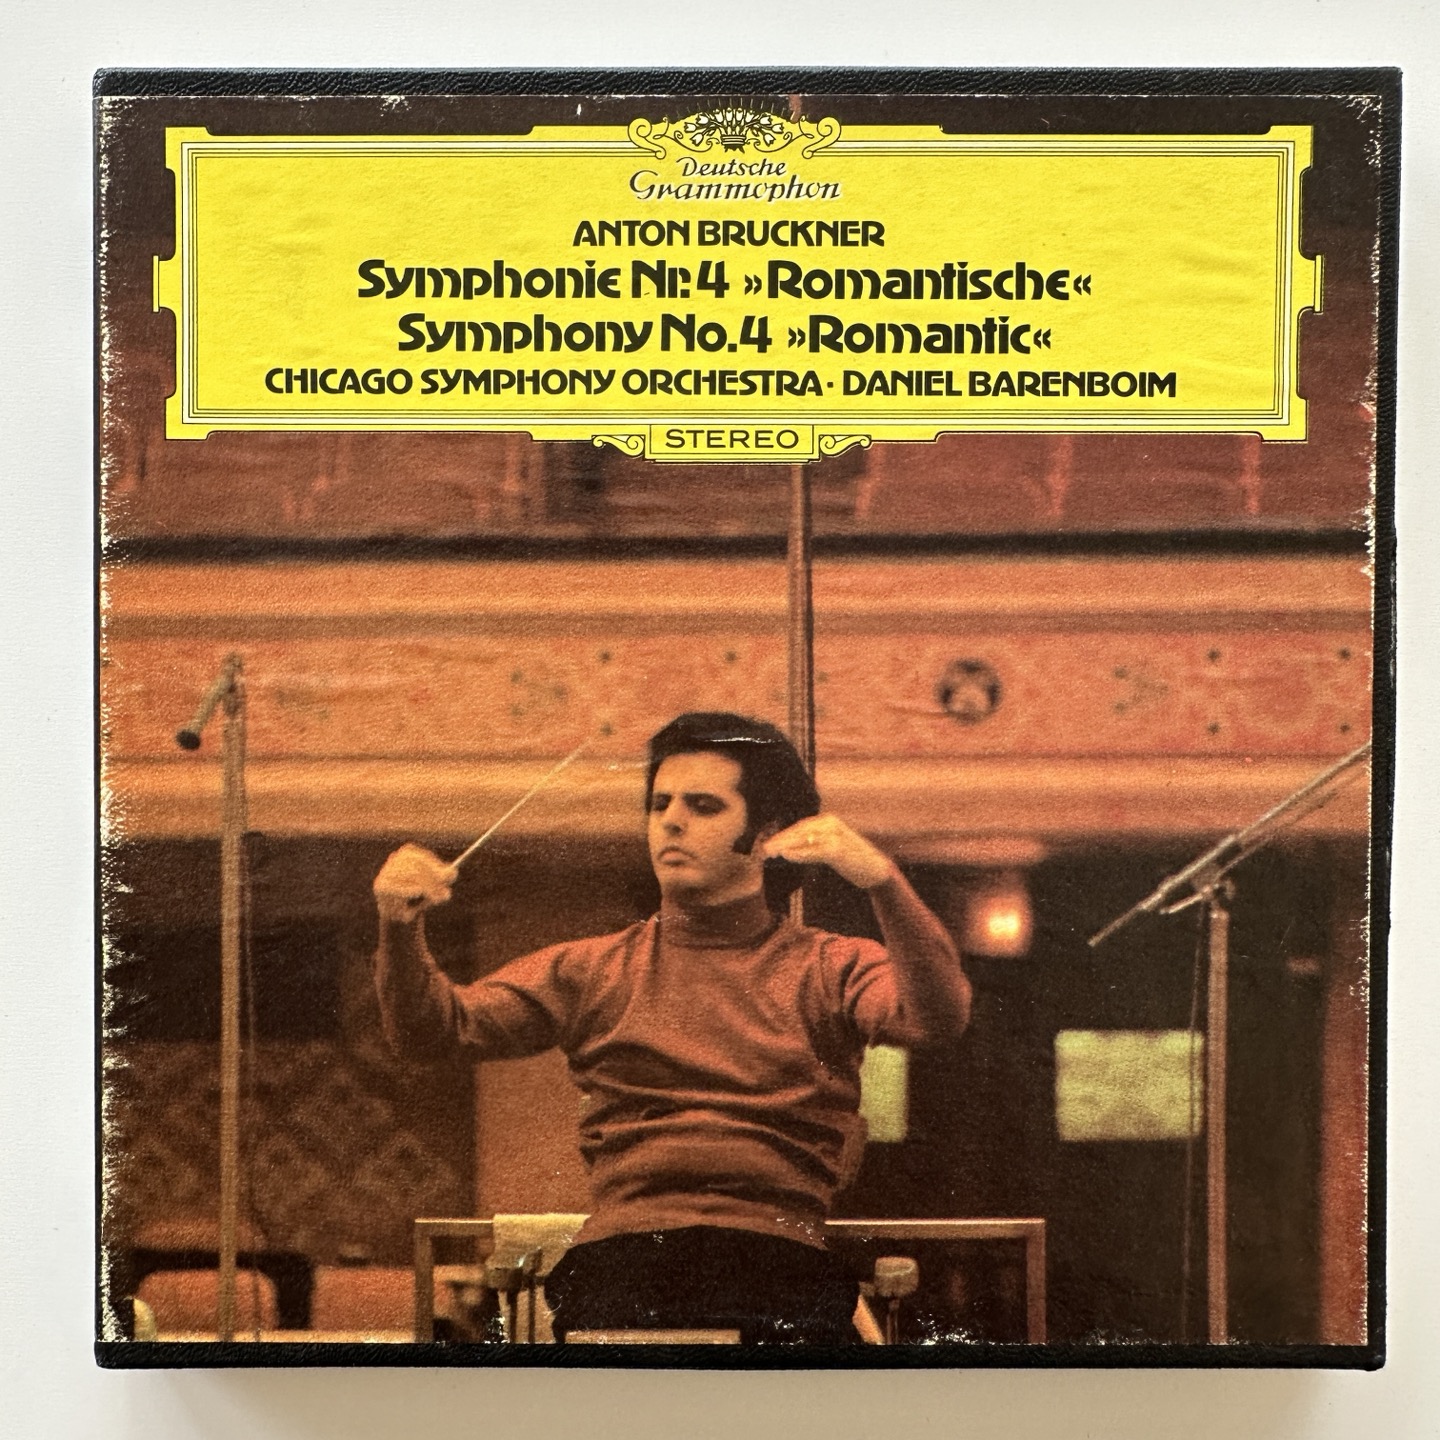 Deutsche
Grammophon
ANTON BRUCKNER
Symphonie Nr. 4 »Romantische«
Symphony No. 4 »Romantic«
CHICAGO SYMPHONY ORCHESTRA · DANIEL BARENBOIM
STEREO